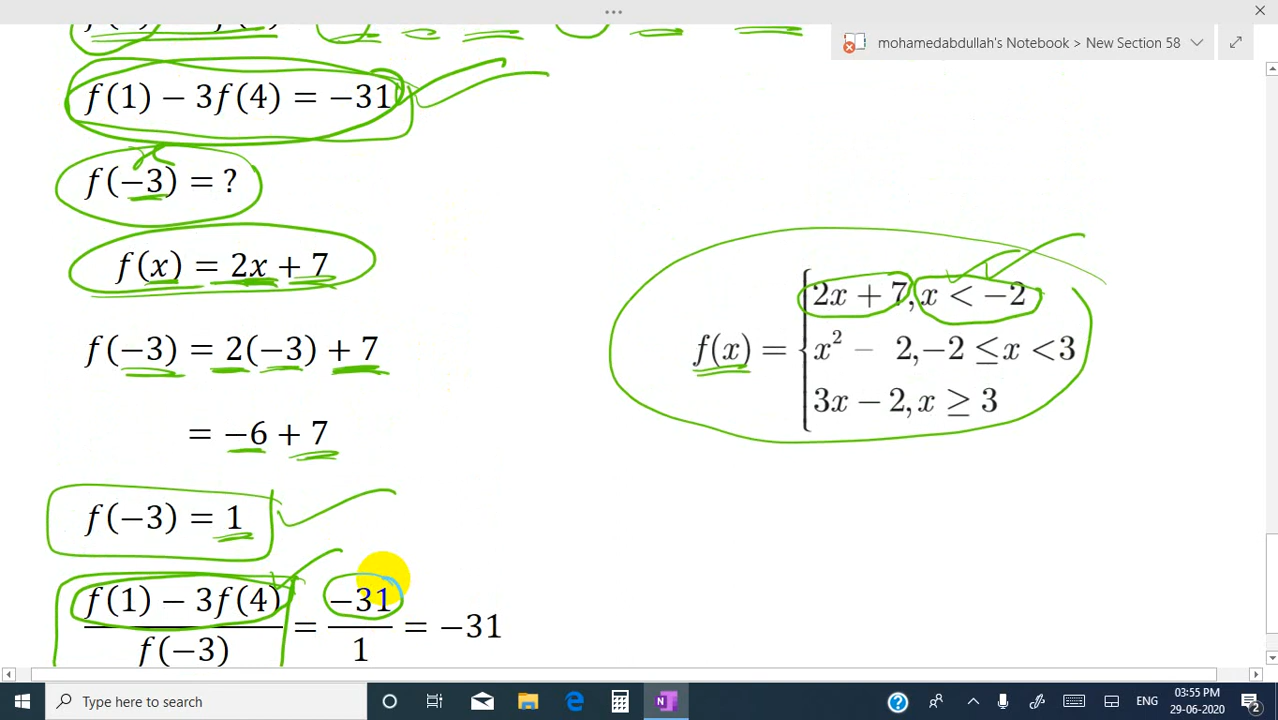 mohamedabdullah's Notebook > New Section 58
f(1) − 3f(4) = −31
f(−3) = ?
f(x) = 2x + 7
f(−3) = 2(−3) + 7
= −6 + 7
f(−3) = 1
f(1) − 3f(4) / f(−3) = −31 / 1 = −31
f(x) = { 2x + 7, x < −2
x² − 2, −2 ≤ x < 3
3x − 2, x ≥ 3
Type here to search
ENG
03:55 PM
29-06-2020
2